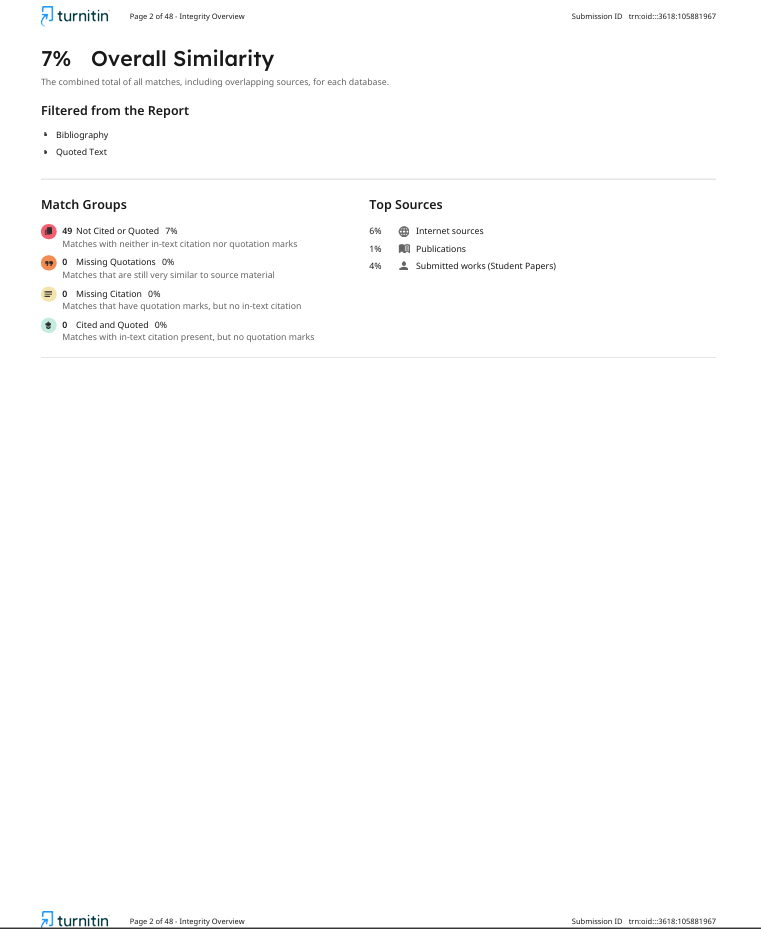 turnitin Page 2 of 48 - Integrity Overview Submission ID trn:oid:::3618:105881967
7% Overall Similarity
The combined total of all matches, including overlapping sources, for each database.
Filtered from the Report
Bibliography
Quoted Text
Match Groups
49 Not Cited or Quoted 7%
Matches with neither in-text citation nor quotation marks
0 Missing Quotations 0%
Matches that are still very similar to source material
0 Missing Citation 0%
Matches that have quotation marks, but no in-text citation
0 Cited and Quoted 0%
Matches with in-text citation present, but no quotation marks
Top Sources
6% Internet sources
1% Publications
4% Submitted works (Student Papers)
turnitin Page 2 of 48 - Integrity Overview Submission ID trn:oid:::3618:105881967